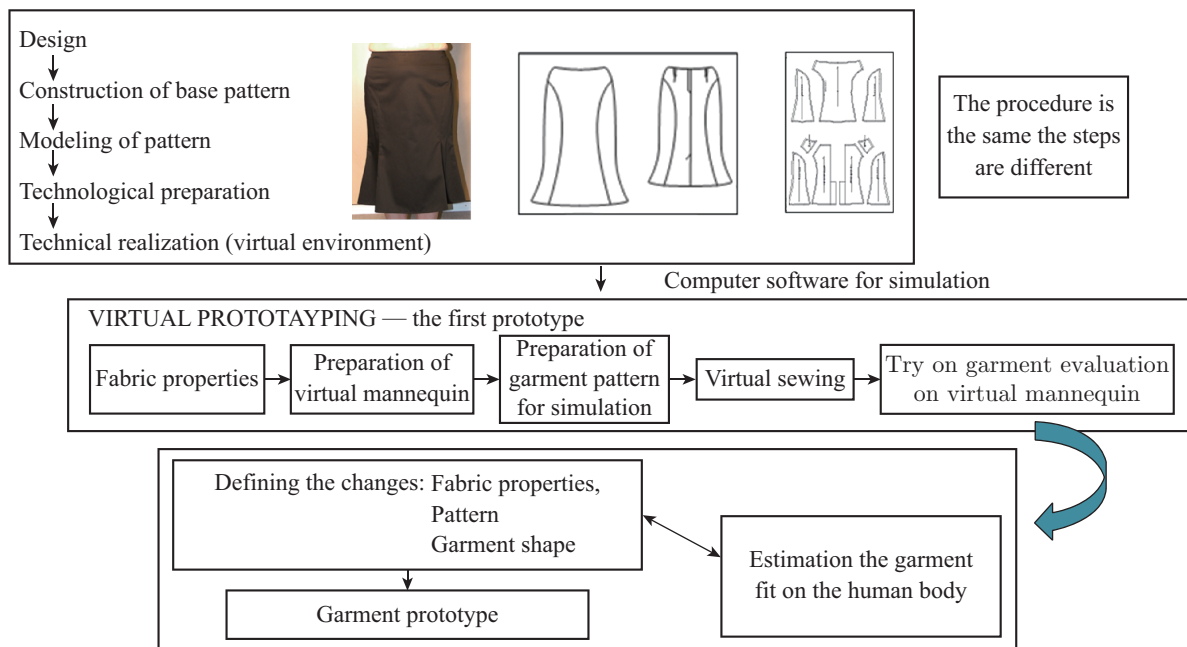 Design
Construction of base pattern
Modeling of pattern
Technological preparation
Technical realization (virtual environment)
The procedure is
the same the steps
are different
Computer software for simulation
VIRTUAL PROTOTAYPING — the first prototype
Fabric properties
Preparation of
virtual mannequin
Preparation of
garment pattern
for simulation
Virtual sewing
Try on garment evaluation
on virtual mannequin
Defining the changes: Fabric properties,
Pattern
Garment shape
Garment prototype
Estimation the garment
fit on the human body